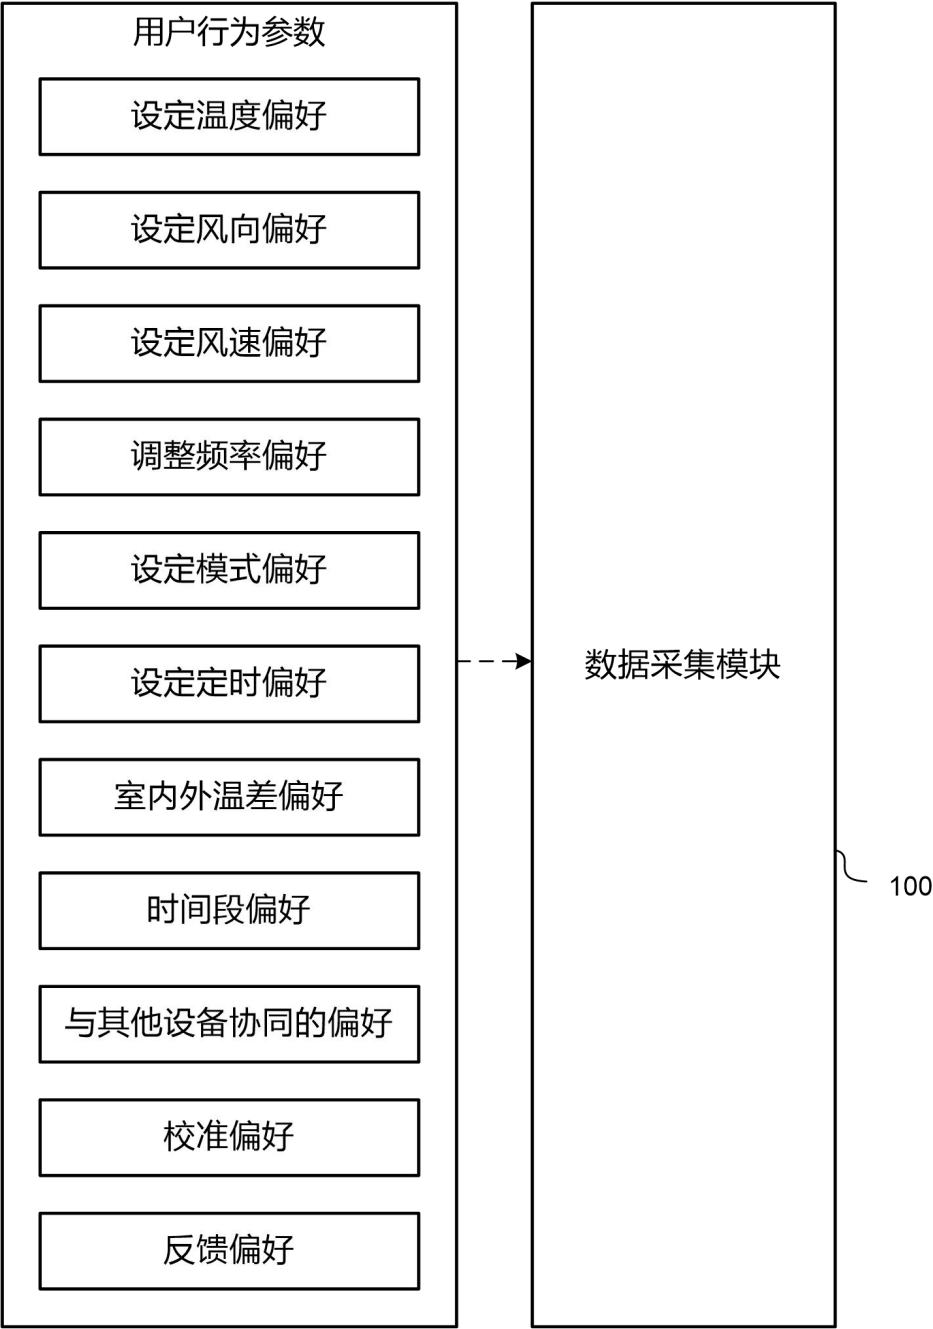 用户行为参数
设定温度偏好
设定风向偏好
设定风速偏好
调整频率偏好
设定模式偏好
设定定时偏好
室内外温差偏好
时间段偏好
与其他设备协同的偏好
校准偏好
反馈偏好
数据采集模块
100